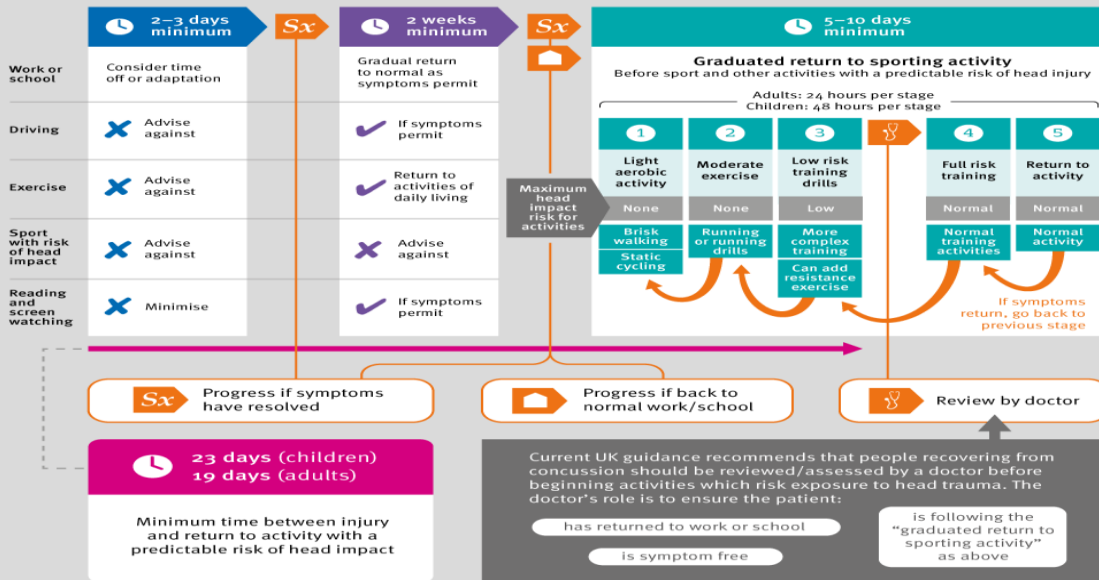 2–3 days
minimum
Sx
2 weeks
minimum
Sx
5–10 days
minimum
Work or
school
Consider time
off or adaptation
Gradual return
to normal as
symptoms permit
Driving
Advise
against
If symptoms
permit
Exercise
Advise
against
Return to
activities of
daily living
Sport
with risk
of head
impact
Advise
against
Advise
against
Reading
and
screen
watching
Minimise
If symptoms
permit
Graduated return to sporting activity
Before sport and other activities with a predictable risk of head injury
Adults: 24 hours per stage
Children: 48 hours per stage
Maximum
head
impact
risk for
activities
1
Light
aerobic
activity
None
Brisk
walking
Static
cycling
2
Moderate
exercise
None
Running
or running
drills
3
Low risk
training
drills
Low
More
complex
training
Can add
resistance
exercise
4
Full risk
training
Normal
Normal
training
activities
5
Return to
activity
Normal
Normal
activity
If symptoms
return, go back to
previous stage
Sx
Progress if symptoms
have resolved
Progress if back to
normal work/school
Review by doctor
23 days (children)
19 days (adults)
Minimum time between injury
and return to activity with a
predictable risk of head impact
Current UK guidance recommends that people recovering from
concussion should be reviewed/assessed by a doctor before
beginning activities which risk exposure to head trauma. The
doctor's role is to ensure the patient:
has returned to work or school
is symptom free
is following the
"graduated return to
sporting activity"
as above